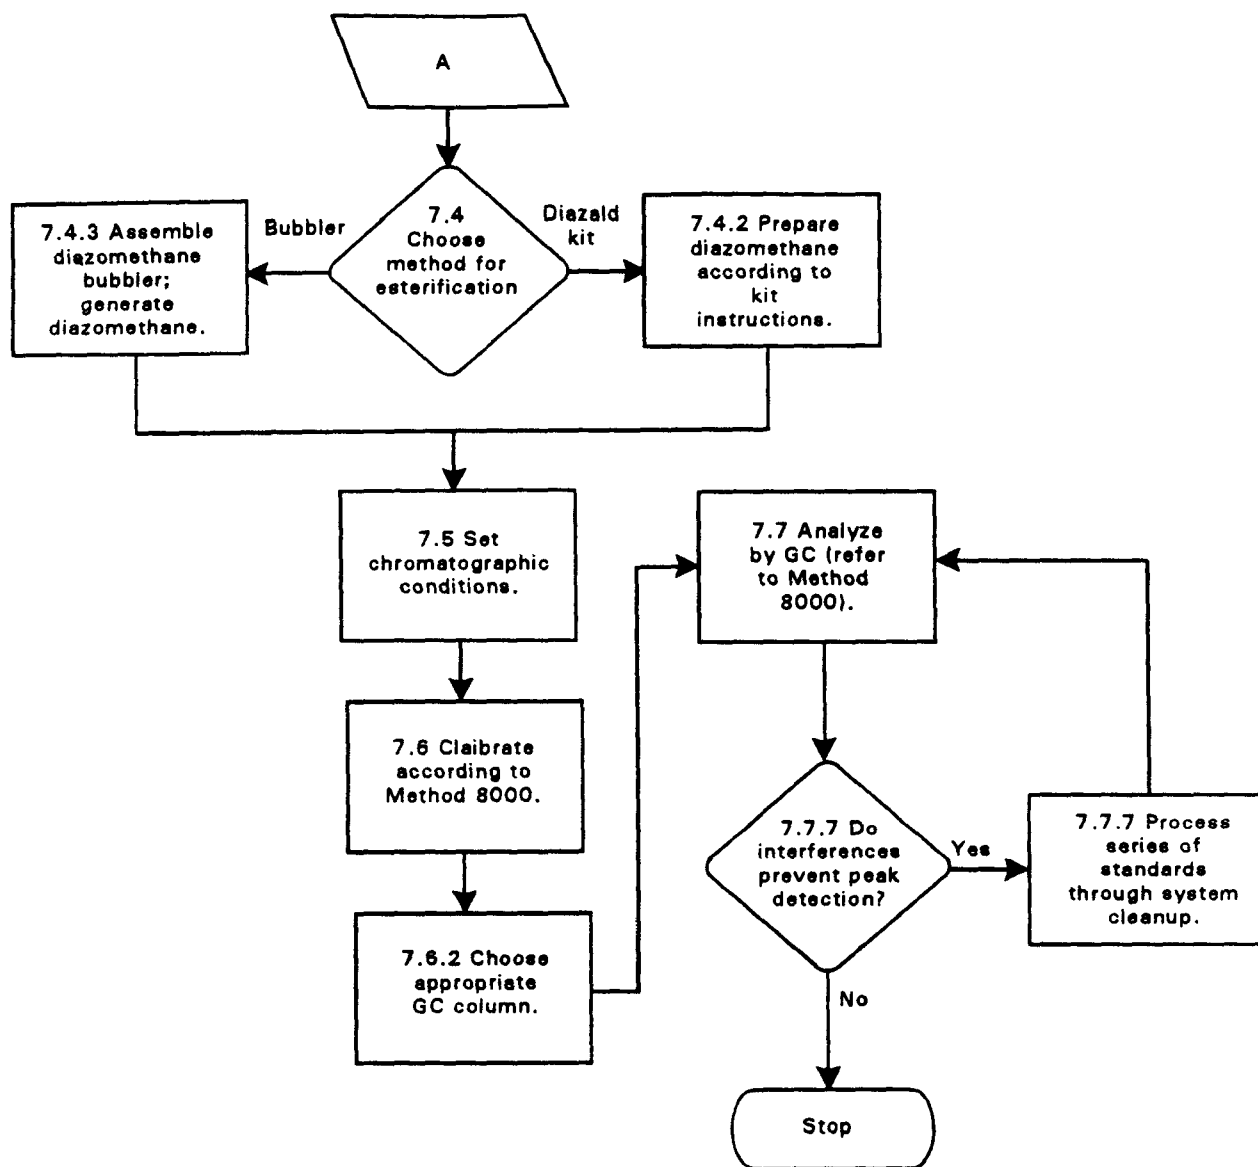 A
7.4
Choose
method for
esterification
Bubbler
Diazald
kit
7.4.3 Assemble
diazomethane
bubbler;
generate
diazomethane.
7.4.2 Prepare
diazomethane
according to
kit
instructions.
7.5 Set
chromatographic
conditions.
7.6 Claibrate
according to
Method 8000.
7.6.2 Choose
appropriate
GC column.
7.7 Analyze
by GC (refer
to Method
8000).
7.7.7 Do
interferences
prevent peak
detection?
Yes
7.7.7 Process
series of
standards
through system
cleanup.
No
Stop